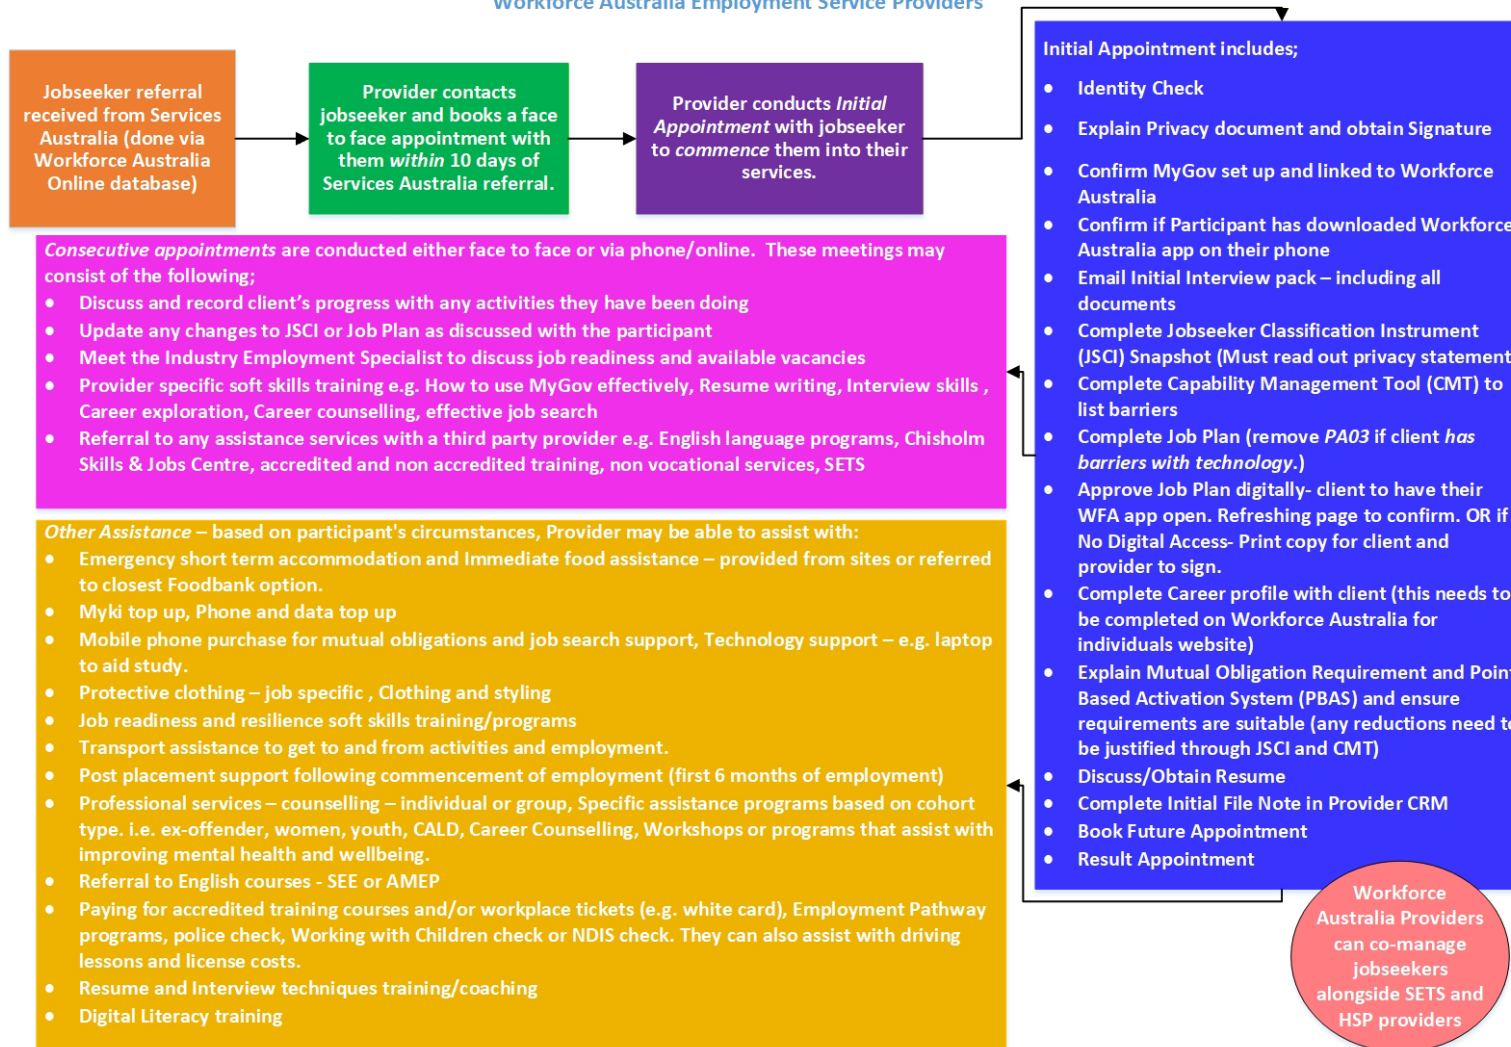 Workforce Australia Employment Service Providers
Jobseeker referral
received from Services
Australia (done via
Workforce Australia
Online database)
Provider contacts
jobseeker and books a face
to face appointment with
them within 10 days of
Services Australia referral.
Provider conducts Initial
Appointment with jobseeker
to commence them into their
services.
Initial Appointment includes;
● Identity Check
● Explain Privacy document and obtain Signature
● Confirm MyGov set up and linked to Workforce
Australia
● Confirm if Participant has downloaded Workforce
Australia app on their phone
● Email Initial Interview pack – including all
documents
● Complete Jobseeker Classification Instrument
(JSCI) Snapshot (Must read out privacy statement
● Complete Capability Management Tool (CMT) to
list barriers
● Complete Job Plan (remove PA03 if client has
barriers with technology.)
● Approve Job Plan digitally- client to have their
WFA app open. Refreshing page to confirm. OR if
No Digital Access- Print copy for client and
provider to sign.
● Complete Career profile with client (this needs to
be completed on Workforce Australia for
individuals website)
● Explain Mutual Obligation Requirement and Point
Based Activation System (PBAS) and ensure
requirements are suitable (any reductions need to
be justified through JSCI and CMT)
● Discuss/Obtain Resume
● Complete Initial File Note in Provider CRM
● Book Future Appointment
● Result Appointment
Consecutive appointments are conducted either face to face or via phone/online. These meetings may
consist of the following;
● Discuss and record client's progress with any activities they have been doing
● Update any changes to JSCI or Job Plan as discussed with the participant
● Meet the Industry Employment Specialist to discuss job readiness and available vacancies
● Provider specific soft skills training e.g. How to use MyGov effectively, Resume writing, Interview skills ,
Career exploration, Career counselling, effective job search
● Referral to any assistance services with a third party provider e.g. English language programs, Chisholm
Skills & Jobs Centre, accredited and non accredited training, non vocational services, SETS
Other Assistance – based on participant's circumstances, Provider may be able to assist with:
● Emergency short term accommodation and Immediate food assistance – provided from sites or referred
to closest Foodbank option.
● Myki top up, Phone and data top up
● Mobile phone purchase for mutual obligations and job search support, Technology support – e.g. laptop
to aid study.
● Protective clothing – job specific , Clothing and styling
● Job readiness and resilience soft skills training/programs
● Transport assistance to get to and from activities and employment.
● Post placement support following commencement of employment (first 6 months of employment)
● Professional services – counselling – individual or group, Specific assistance programs based on cohort
type. i.e. ex-offender, women, youth, CALD, Career Counselling, Workshops or programs that assist with
improving mental health and wellbeing.
● Referral to English courses - SEE or AMEP
● Paying for accredited training courses and/or workplace tickets (e.g. white card), Employment Pathway
programs, police check, Working with Children check or NDIS check. They can also assist with driving
lessons and license costs.
● Resume and Interview techniques training/coaching
● Digital Literacy training
Workforce
Australia Providers
can co-manage
jobseekers
alongside SETS and
HSP providers